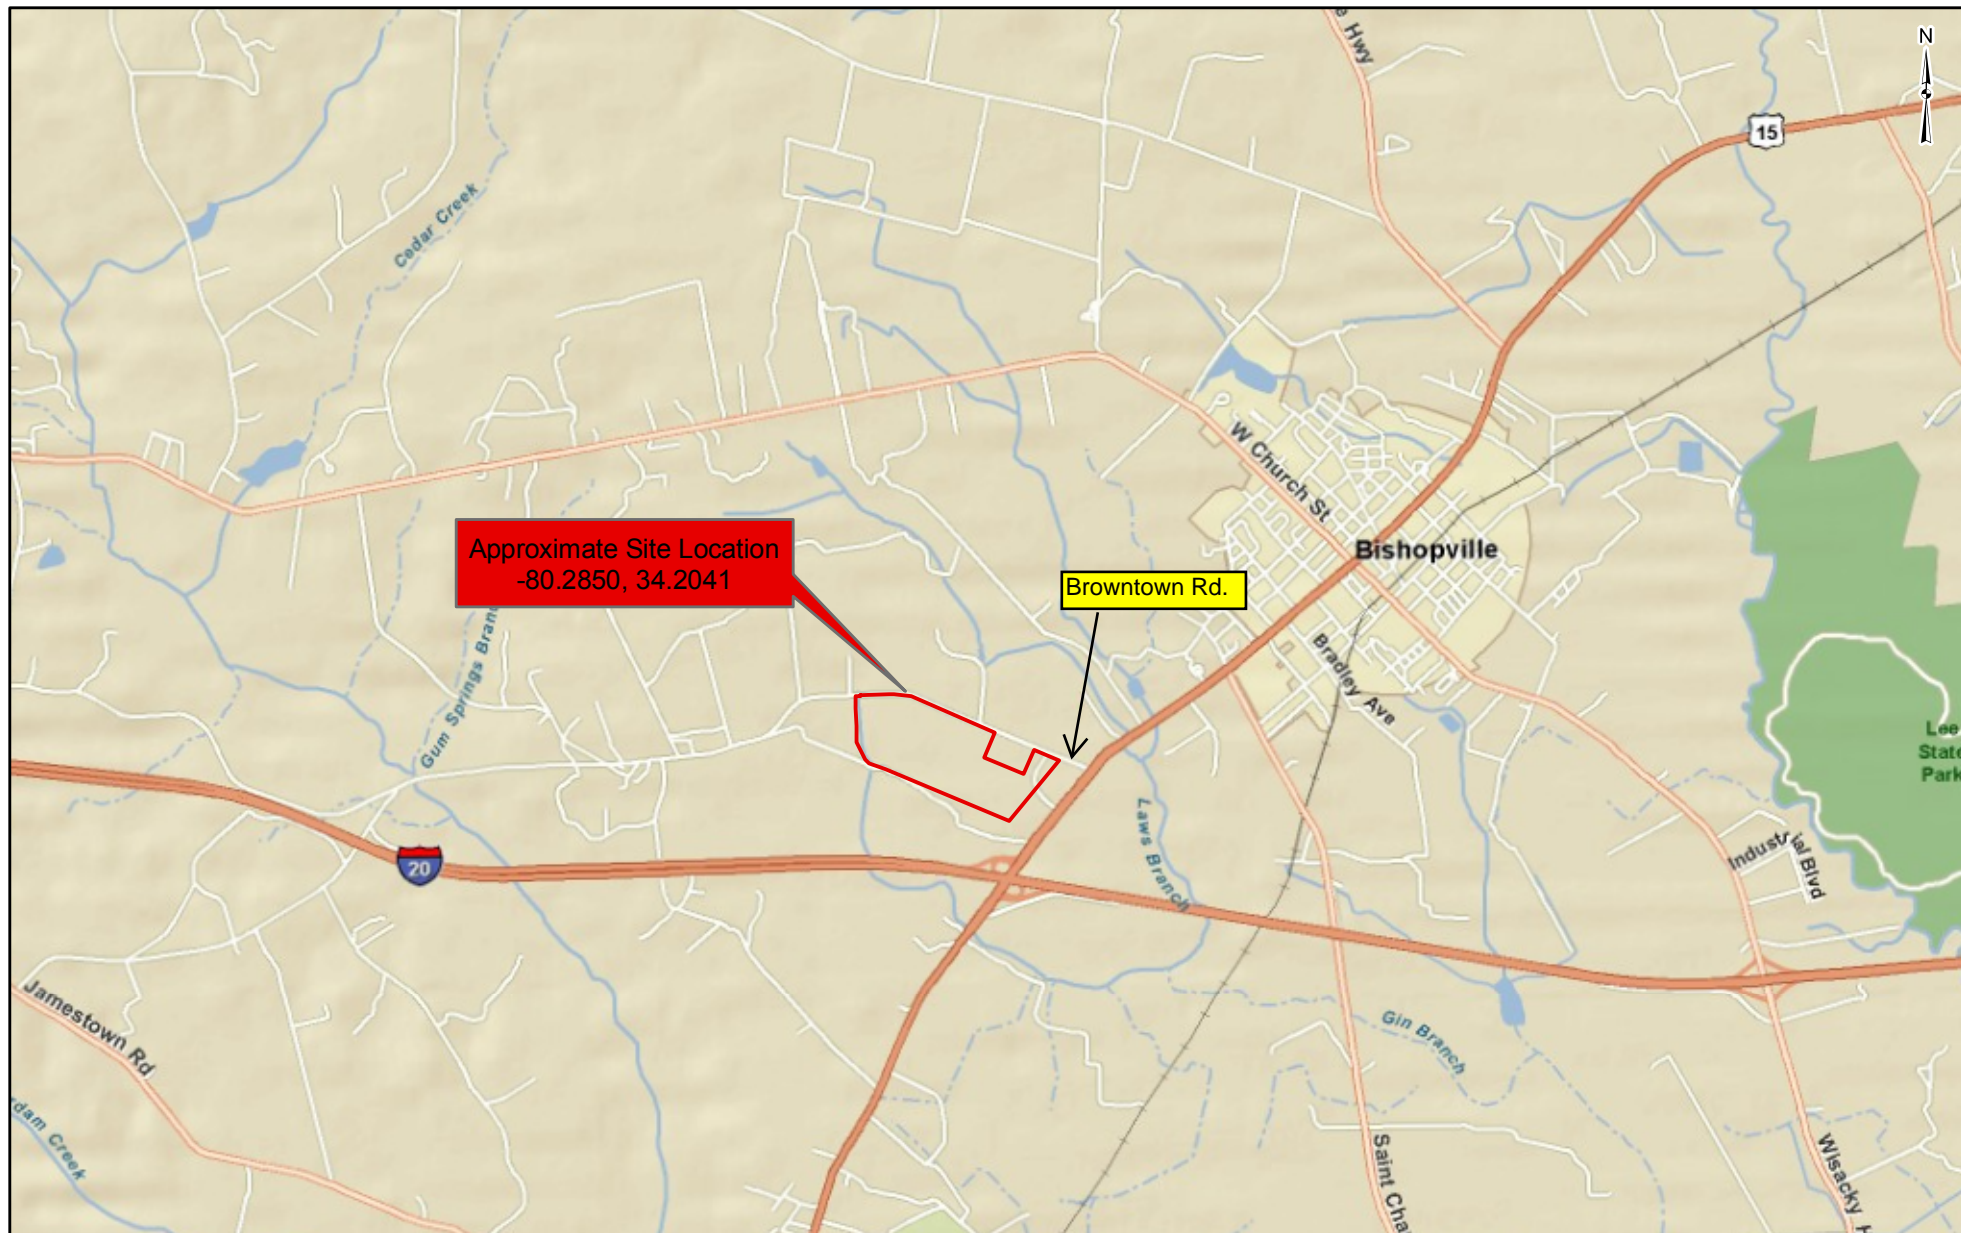 e Hwy
N
15
Cedar Creek
W Church St
Approximate Site Location
-80.2850, 34.2041
Bishopville
Browntown Rd.
Gum Springs Bran
Bradley Ave
Lee
State
Park
Laws Branch
Industrial Blvd
20
Jamestown Rd
Gin Branch
rdam Creek
Saint Cha
Wisacky H